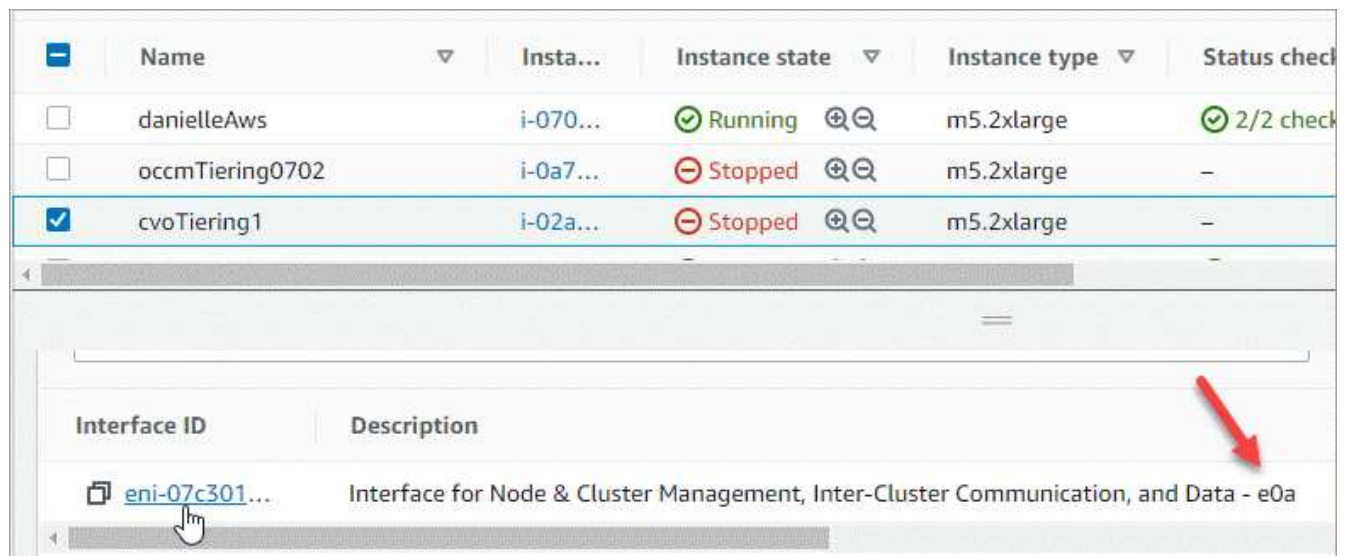 Name Insta... Instance state Instance type Status check
danielleAws i-070... Running m5.2xlarge 2/2 check
occmTiering0702 i-0a7... Stopped m5.2xlarge –
cvoTiering1 i-02a... Stopped m5.2xlarge –
Interface ID Description
eni-07c301... Interface for Node & Cluster Management, Inter-Cluster Communication, and Data - e0a